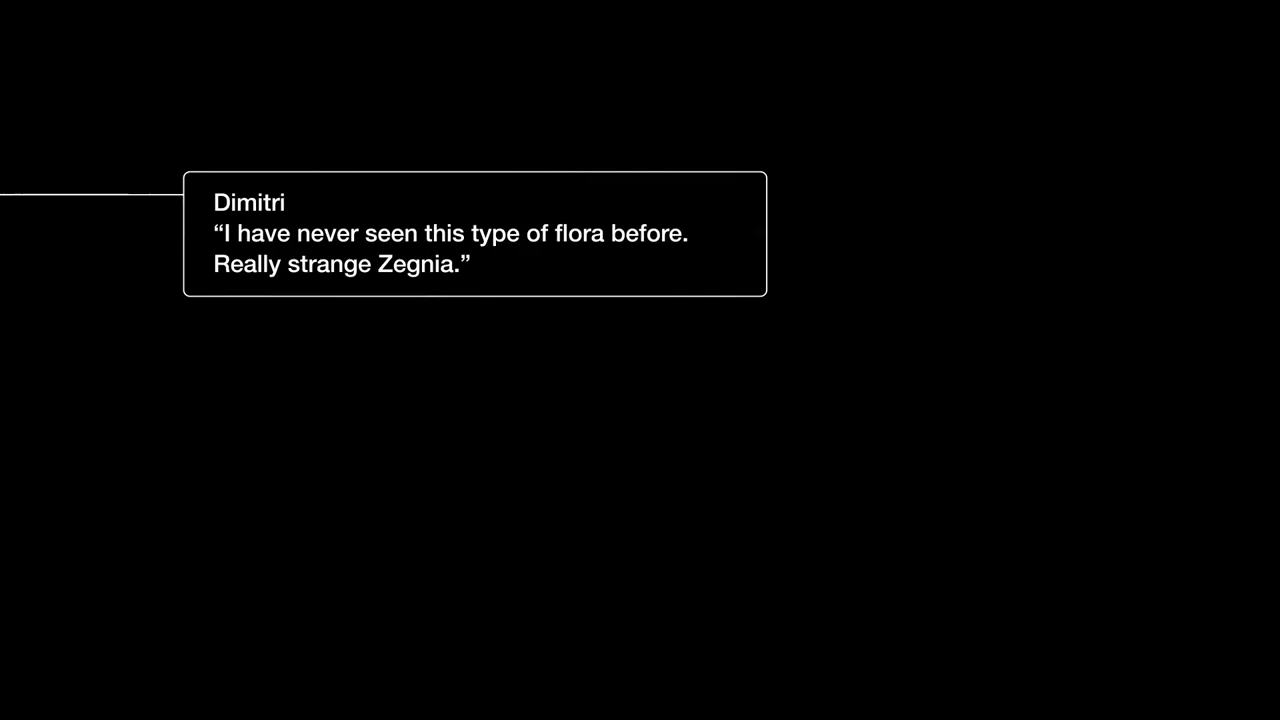 Dimitri
“I have never seen this type of flora before.
Really strange Zegnia.”